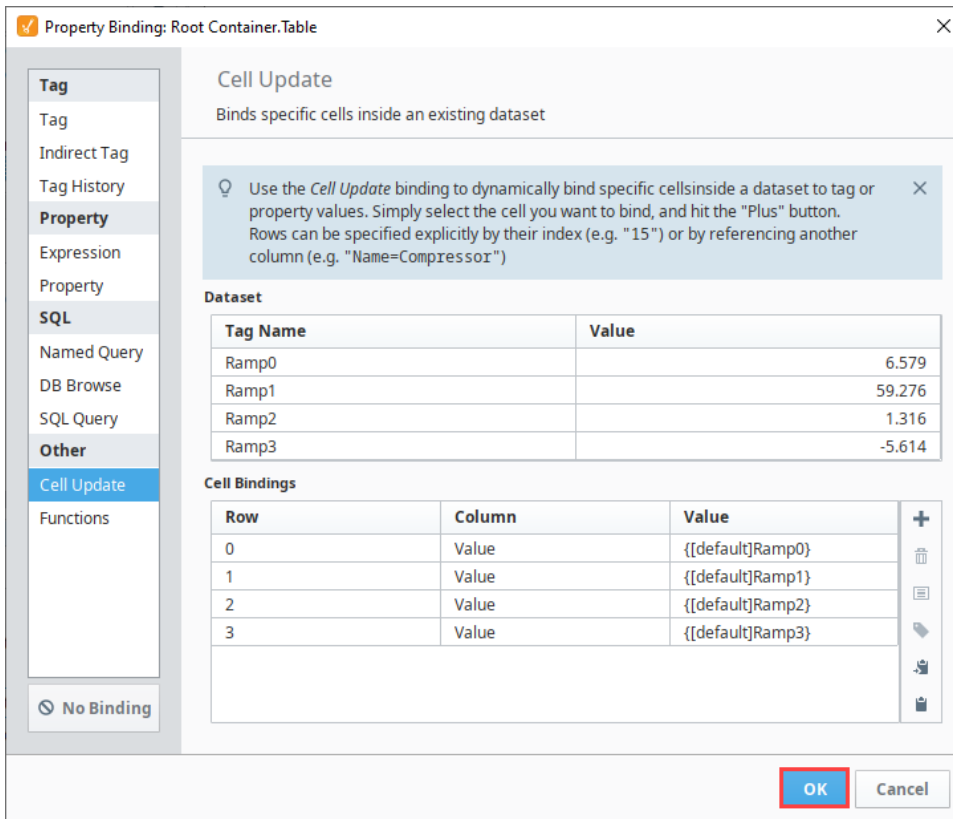 Property Binding: Root Container.Table
Tag
Tag
Indirect Tag
Tag History
Property
Expression
Property
SQL
Named Query
DB Browse
SQL Query
Other
Cell Update
Functions
No Binding
Cell Update
Binds specific cells inside an existing dataset
Use the Cell Update binding to dynamically bind specific cellsinside a dataset to tag or
property values. Simply select the cell you want to bind, and hit the "Plus" button.
Rows can be specified explicitly by their index (e.g. "15") or by referencing another
column (e.g. "Name=Compressor")
Dataset
Tag Name Value
Ramp0 6.579
Ramp1 59.276
Ramp2 1.316
Ramp3 -5.614
Cell Bindings
Row Column Value
0 Value {[default]Ramp0}
1 Value {[default]Ramp1}
2 Value {[default]Ramp2}
3 Value {[default]Ramp3}
OK Cancel